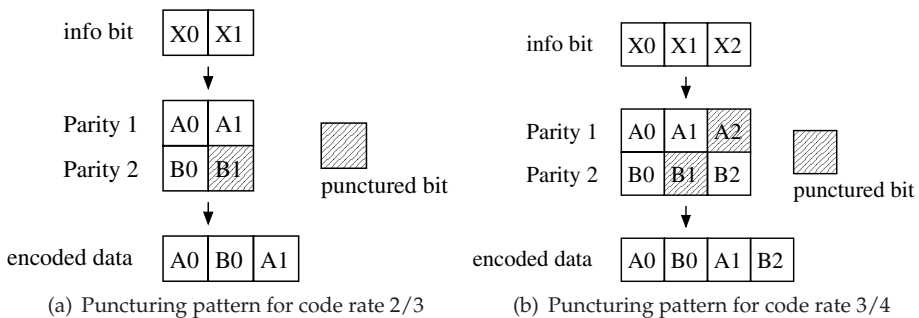 info bit X0 X1
Parity 1 A0 A1
Parity 2 B0 B1
punctured bit
encoded data A0 B0 A1
(a) Puncturing pattern for code rate 2/3
info bit X0 X1 X2
Parity 1 A0 A1 A2
Parity 2 B0 B1 B2
punctured bit
encoded data A0 B0 A1 B2
(b) Puncturing pattern for code rate 3/4